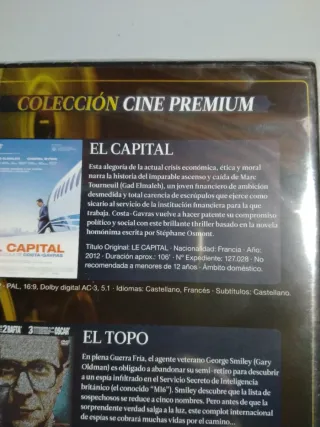 COLECCIÓN CINE PREMIUM
EL CAPITAL
Esta alegoría de la actual crisis económica, ética y moral
narra la historia del imparable ascenso y caída de Marc
Tourneuil (Gad Elmaleh), un joven financiero de ambición
desmedida y total carencia de escrúpulos que ejerce como
sicario al servicio de la institución financiera para la que
trabaja. Costa-Gavras vuelve a hacer patente su compromiso
político y social con este brillante thriller basado en la novela
homónima escrita por Stéphane Osmont.
Título Original: LE CAPITAL · Nacionalidad: Francia · Año:
2012 · Duración aprox.: 106' · Nº Expediente: 127.028 · No
recomendada a menores de 12 años · Ámbito doméstico.
L CAPITAL
COSTA-GAVRAS
· PAL, 16:9, Dolby digital AC-3, 5.1 · Idiomas: Castellano, Francés · Subtítulos: Castellano.
2 BAFTA 3 OSCAR
EL TOPO
En plena Guerra Fría, el agente veterano George Smiley (Gary
Oldman) es obligado a abandonar su semi-retiro para descubrir
a un espía infiltrado en el Servicio Secreto de Inteligencia
británico (el conocido "MI6"). Smiley descubre que la lista de
sospechosos se reduce a cinco nombres. Pero antes de que la
sorprendente verdad salga a la luz, este complot internacional
de espías se cobrará muchas vidas por el camino...